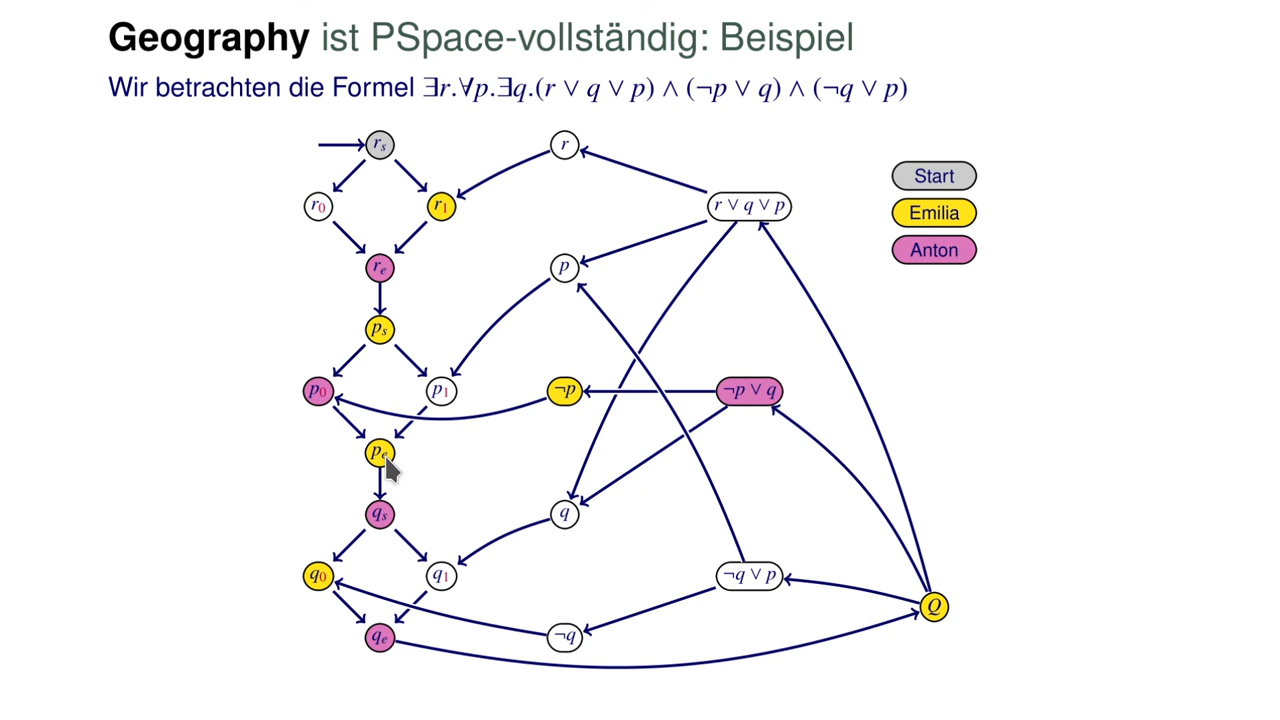 Geography ist PSpace-vollständig: Beispiel
Wir betrachten die Formel ∃r.∀p.∃q.(r ∨ q ∨ p) ∧ (¬p ∨ q) ∧ (¬q ∨ p)
rₛ
r
Start
r₀
r₁
r ∨ q ∨ p
Emilia
Anton
rₑ
p
pₛ
p₀
p₁
¬p
¬p ∨ q
pₑ
qₛ
q
q₀
q₁
¬q ∨ p
Q
qₑ
¬q